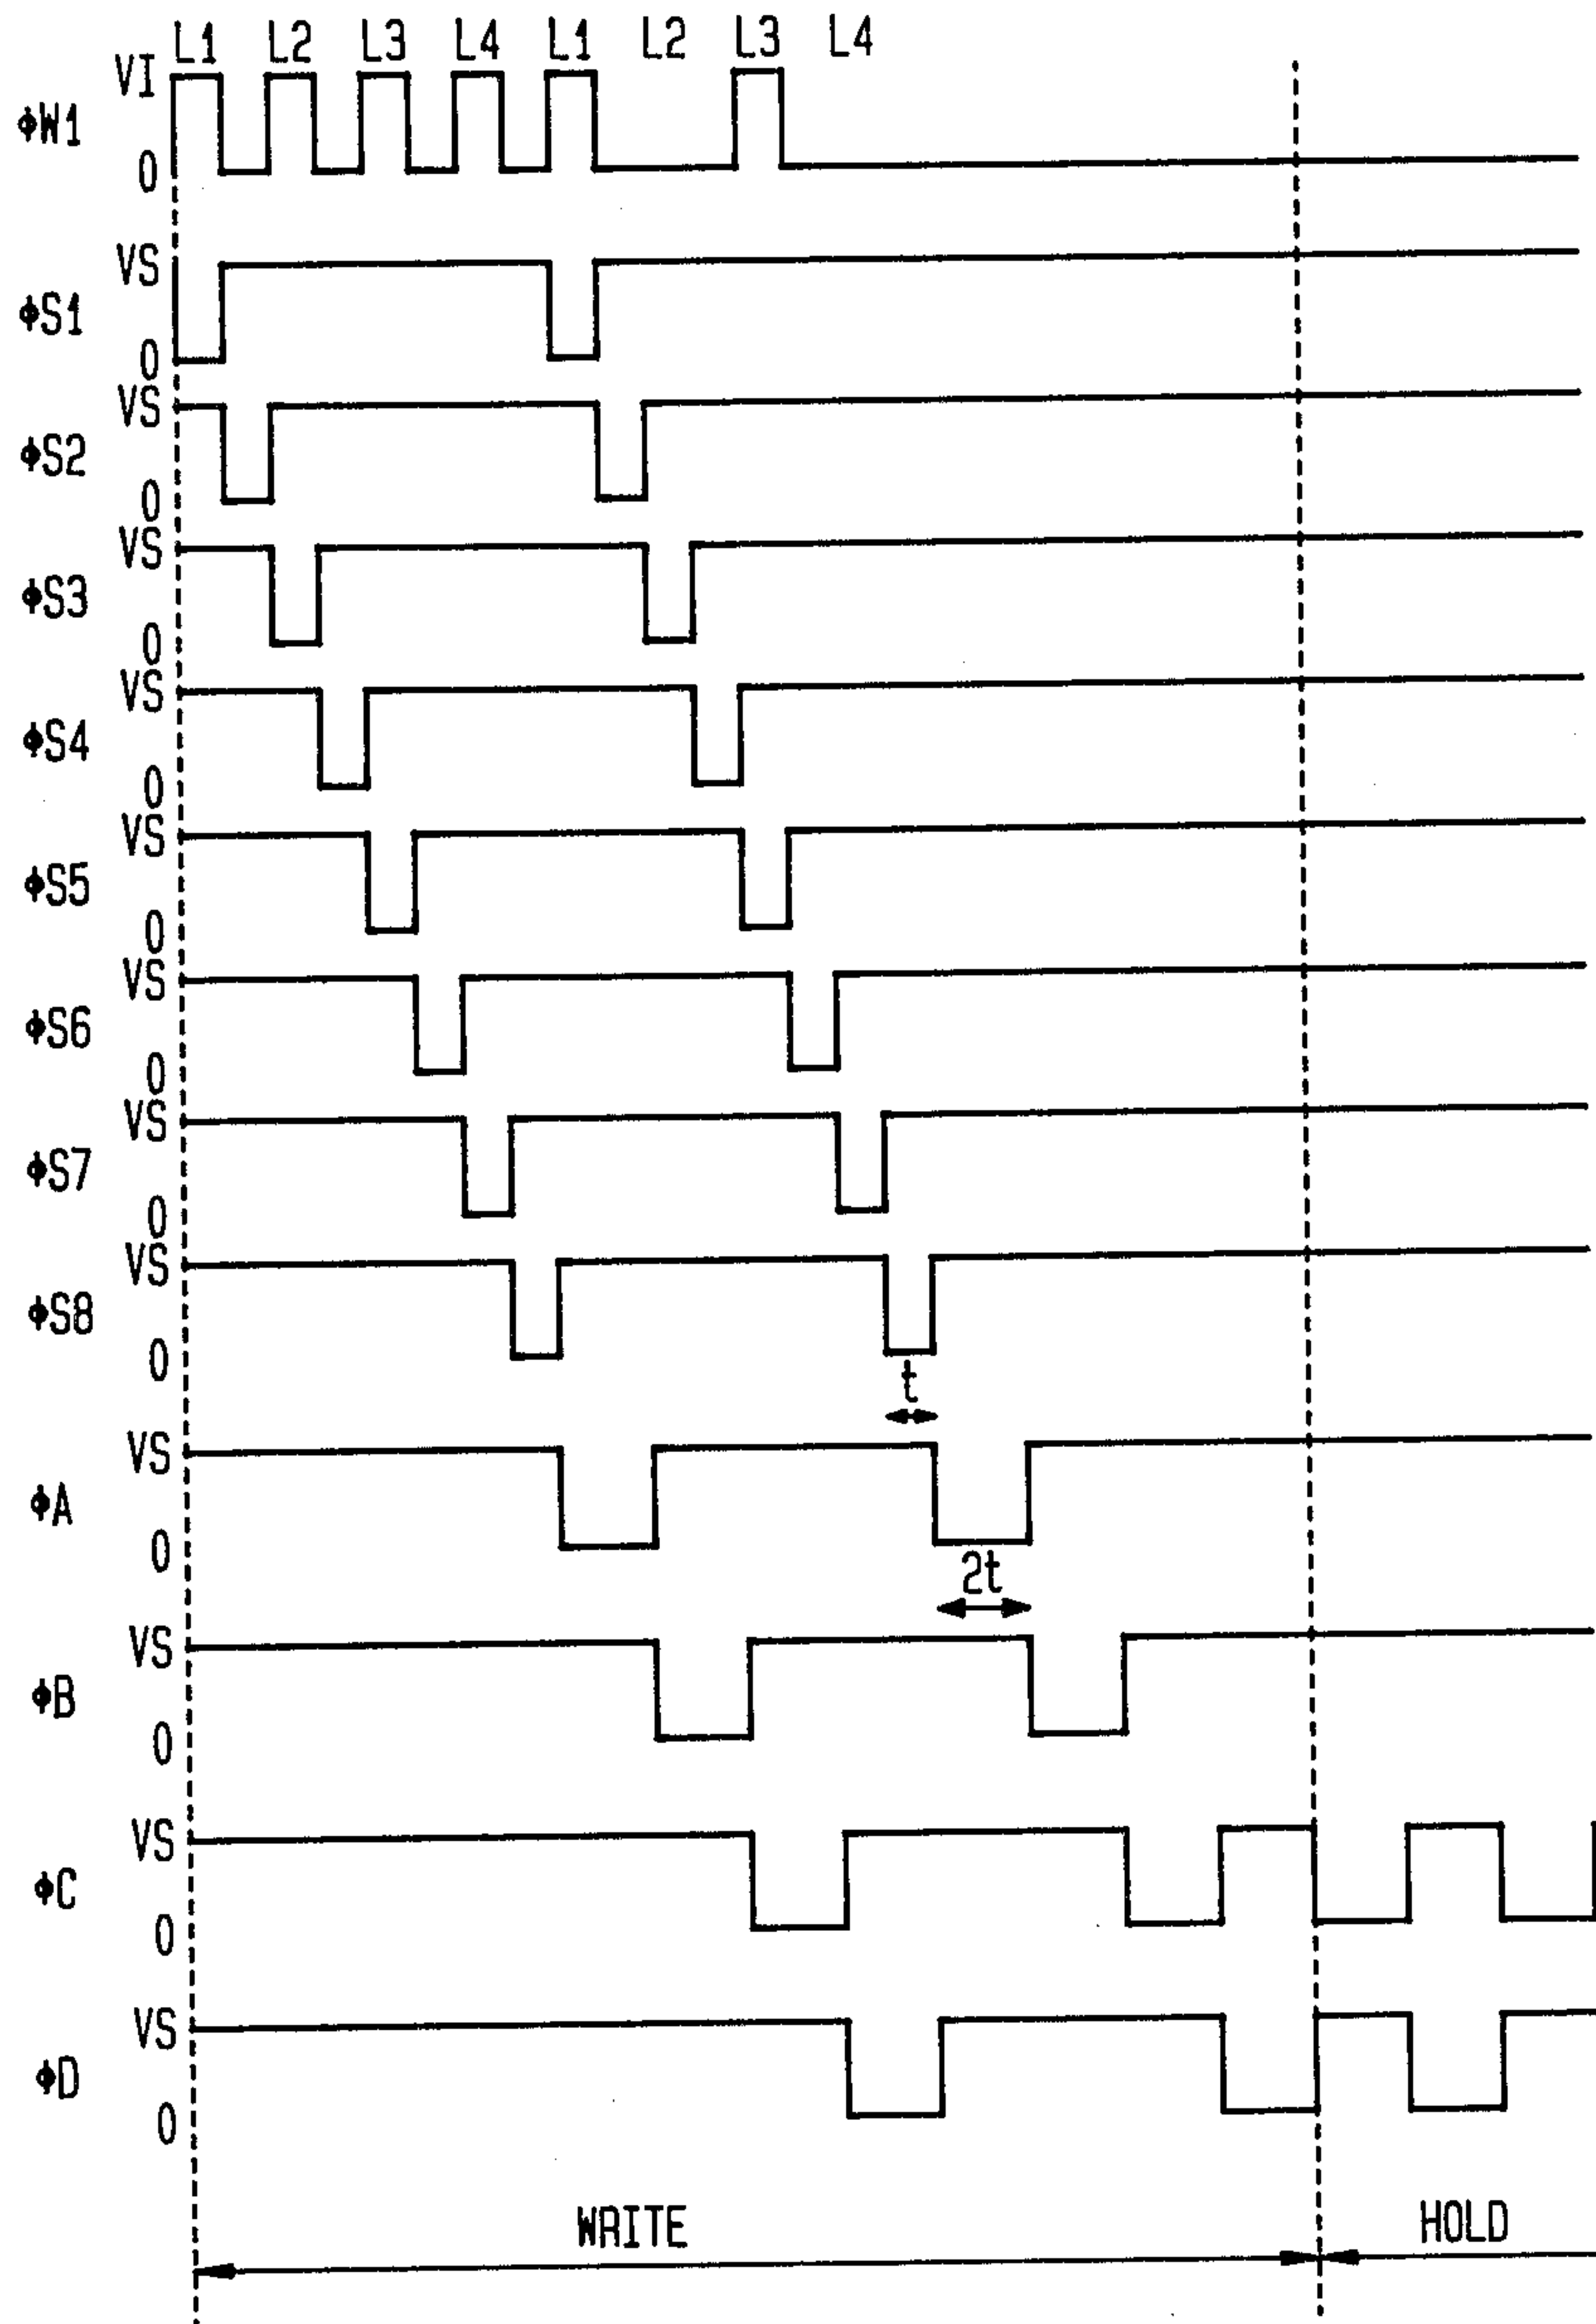 L1 L2 L3 L4 L1 L2 L3 L4
VI
ΦW1
0
VS
ΦS1
0
VS
ΦS2
0
VS
ΦS3
0
VS
ΦS4
0
VS
ΦS5
0
VS
ΦS6
0
VS
ΦS7
0
VS
ΦS8
0
t
VS
ΦA
0
2t
VS
ΦB
0
VS
ΦC
0
VS
ΦD
0
WRITE HOLD